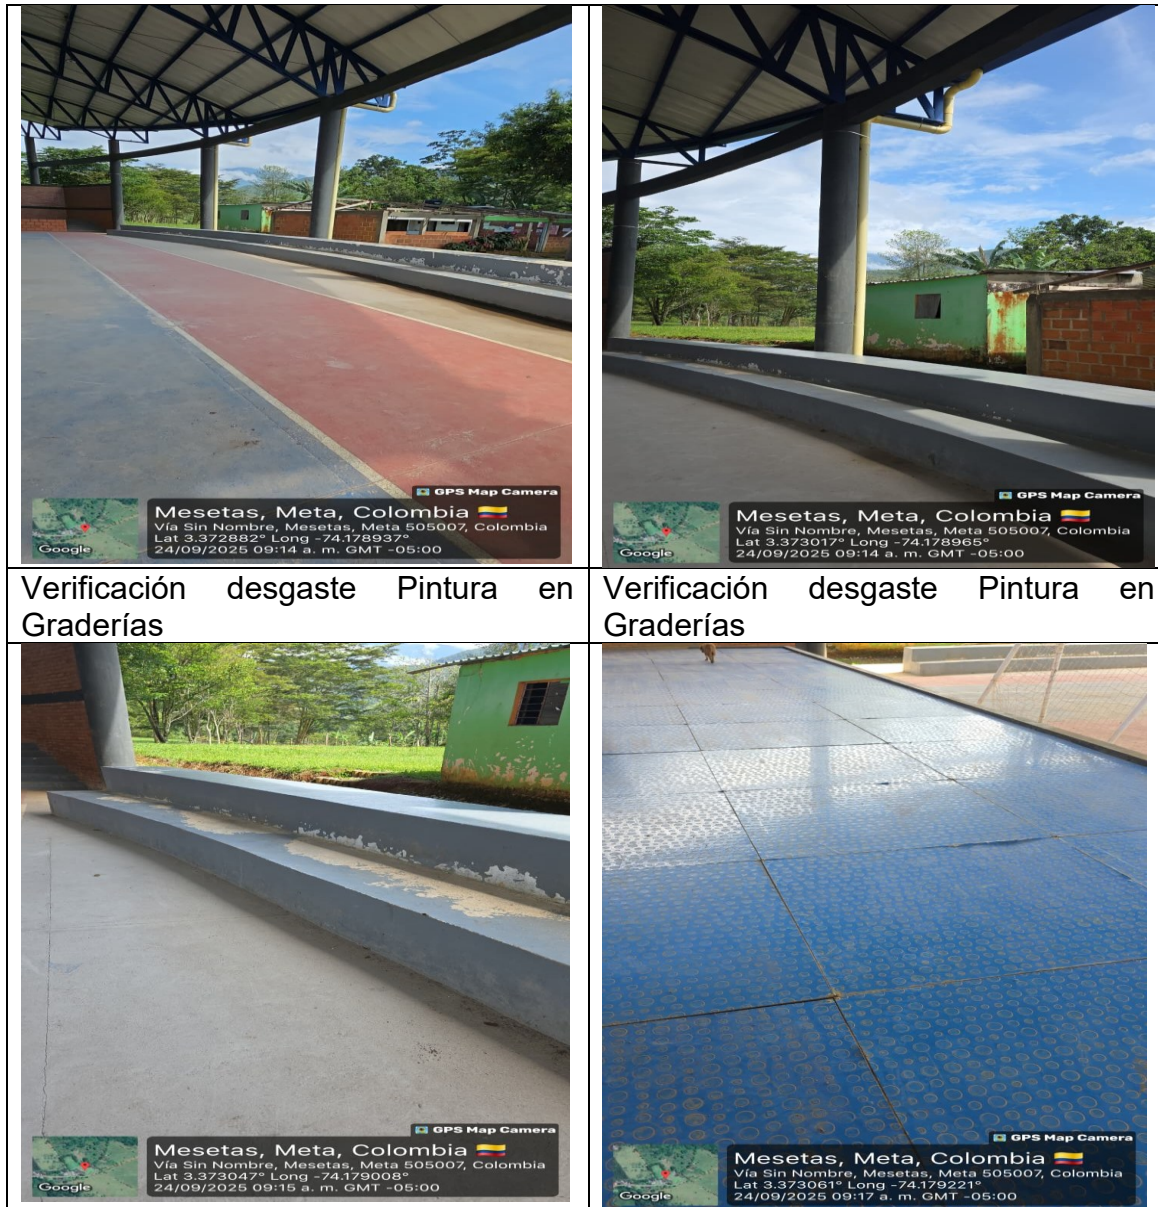 GPS Map Camera
Mesetas, Meta, Colombia
Vía Sin Nombre, Mesetas, Meta 505007, Colombia
Lat 3.372882° Long -74.178937°
24/09/2025 09:14 a. m. GMT -05:00
Google
GPS Map Camera
Mesetas, Meta, Colombia
Vía Sin Nombre, Mesetas, Meta 505007, Colombia
Lat 3.373017° Long -74.178965°
24/09/2025 09:14 a. m. GMT -05:00
Google
Verificación desgaste Pintura en
Graderías
Verificación desgaste Pintura en
Graderías
GPS Map Camera
Mesetas, Meta, Colombia
Vía Sin Nombre, Mesetas, Meta 505007, Colombia
Lat 3.373047° Long -74.179008°
24/09/2025 09:15 a. m. GMT -05:00
Google
GPS Map Camera
Mesetas, Meta, Colombia
Vía Sin Nombre, Mesetas, Meta 505007, Colombia
Lat 3.373061° Long -74.179221°
24/09/2025 09:17 a. m. GMT -05:00
Google